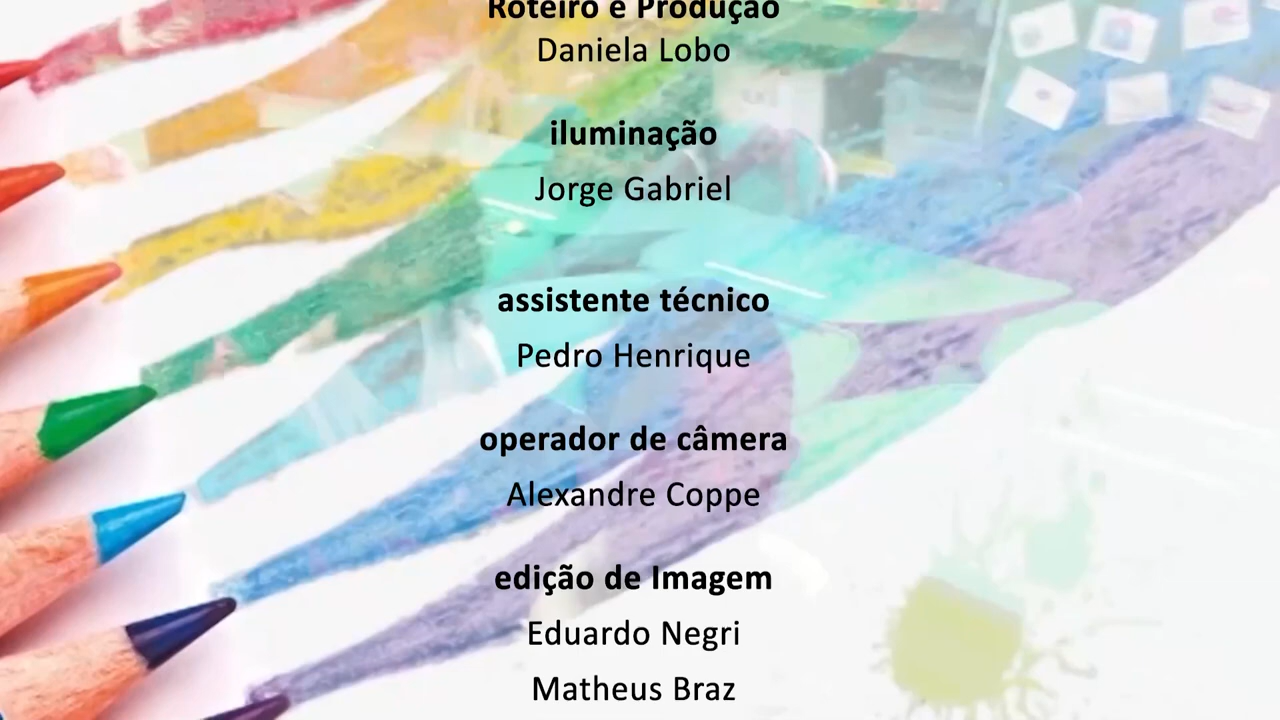 Roteiro e Produção
Daniela Lobo
iluminação
Jorge Gabriel
assistente técnico
Pedro Henrique
operador de câmera
Alexandre Coppe
edição de Imagem
Eduardo Negri
Matheus Braz